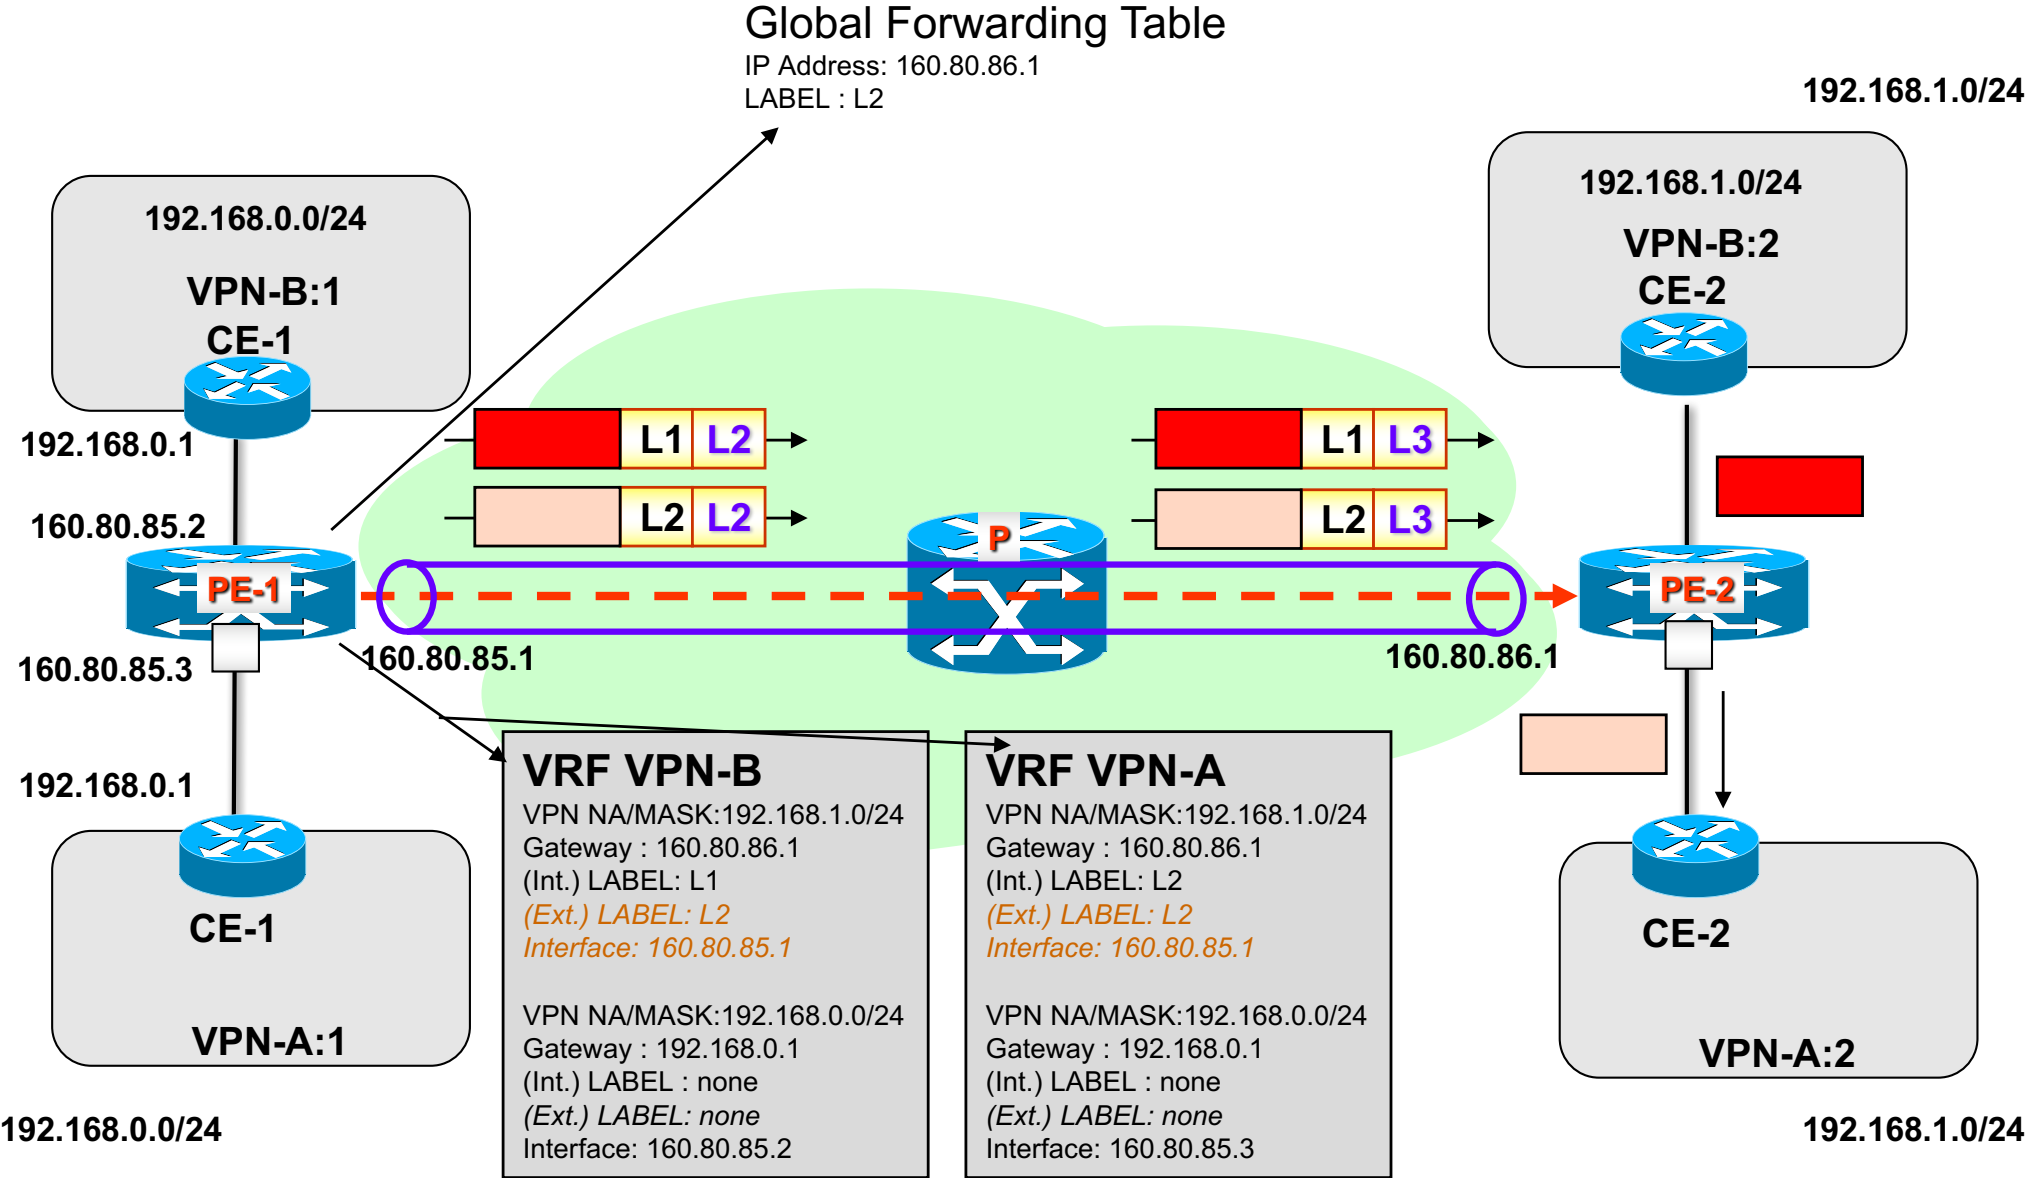 Global Forwarding Table
IP Address: 160.80.86.1
LABEL : L2
192.168.1.0/24
192.168.0.0/24
VPN-B:1
CE-1
192.168.1.0/24
VPN-B:2
CE-2
192.168.0.1
L1 L2
L1 L3
160.80.85.2
L2 L2
L2 L3
P
PE-1
PE-2
160.80.85.3
160.80.85.1
160.80.86.1
192.168.0.1
VRF VPN-B
VPN NA/MASK:192.168.1.0/24
Gateway : 160.80.86.1
(Int.) LABEL: L1
(Ext.) LABEL: L2
Interface: 160.80.85.1
VPN NA/MASK:192.168.0.0/24
Gateway : 192.168.0.1
(Int.) LABEL : none
(Ext.) LABEL: none
Interface: 160.80.85.2
VRF VPN-A
VPN NA/MASK:192.168.1.0/24
Gateway : 160.80.86.1
(Int.) LABEL: L2
(Ext.) LABEL: L2
Interface: 160.80.85.1
VPN NA/MASK:192.168.0.0/24
Gateway : 192.168.0.1
(Int.) LABEL : none
(Ext.) LABEL: none
Interface: 160.80.85.3
CE-1
VPN-A:1
CE-2
VPN-A:2
192.168.0.0/24
192.168.1.0/24